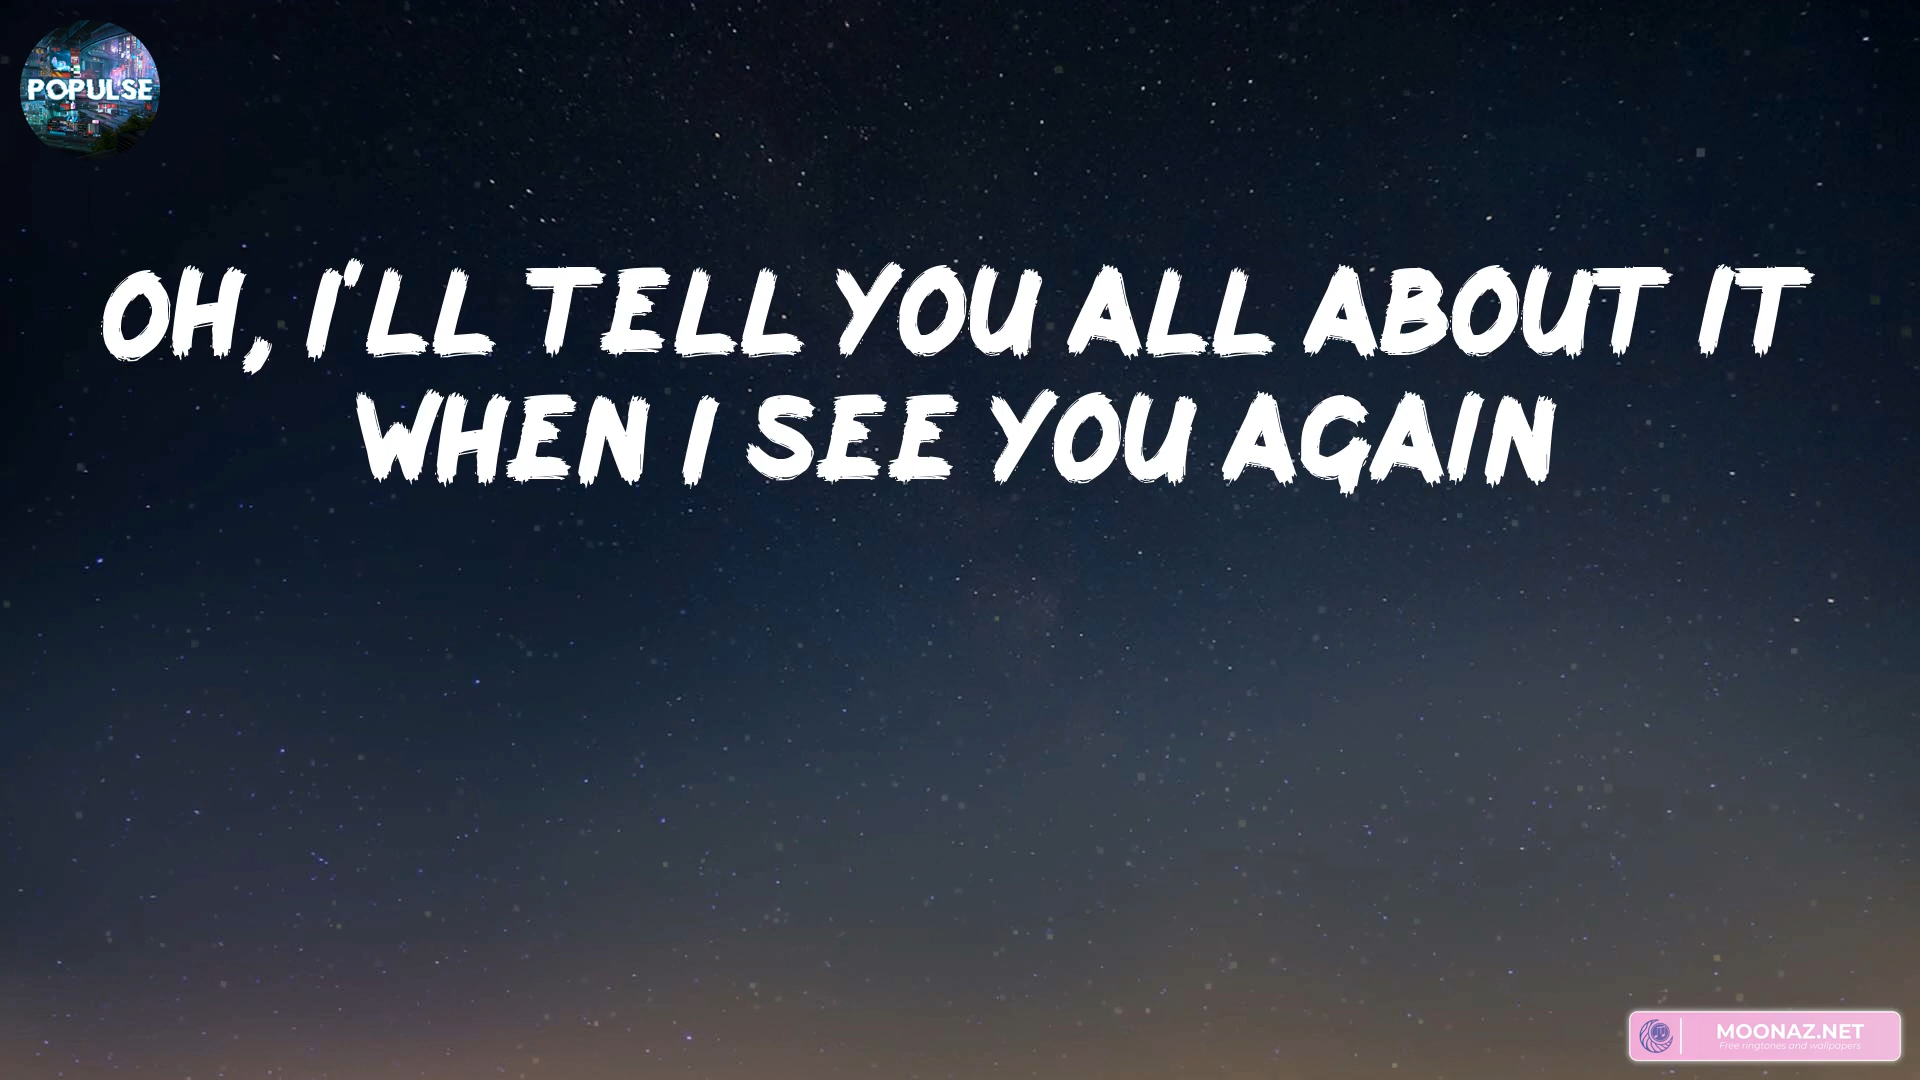 POPULSE
OH, I'LL TELL YOU ALL ABOUT IT
WHEN I SEE YOU AGAIN
MOONAZ.NET
Free ringtones and wallpapers